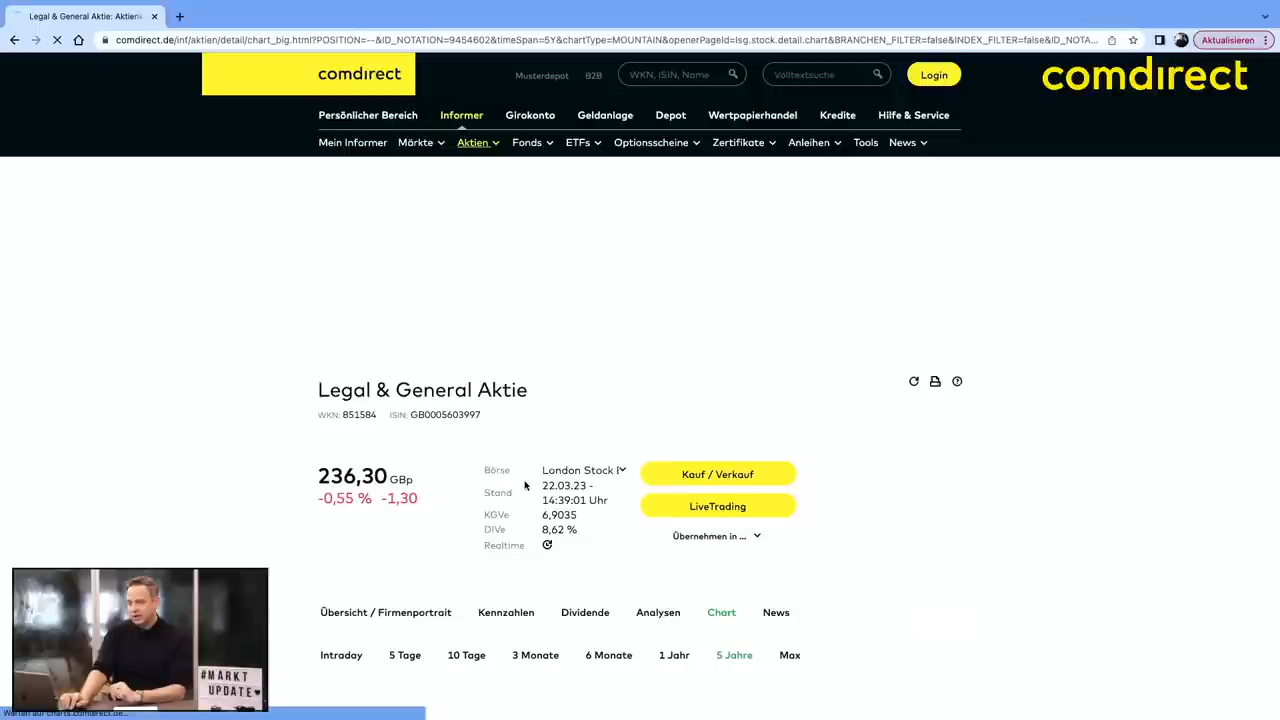 Legal & General Aktie: Aktien
comdirect.de/inf/aktien/detail/chart_big.html?POSITION=--&ID_NOTATION=9454602&timeSpan=5Y&chartType=MOUNTAIN&openerPageId=lsg.stock.detail.chart&BRANCHEN_FILTER=false&INDEX_FILTER=false&ID_NOTA...
Aktualisieren
comdirect
Musterdepot B2B WKN, ISIN, Name Volltextsuche Login
comdirect
Persönlicher Bereich Informer Girokonto Geldanlage Depot Wertpapierhandel Kredite Hilfe & Service
Mein Informer Märkte Aktien Fonds ETFs Optionsscheine Zertifikate Anleihen Tools News
Legal & General Aktie
WKN: 851584 ISIN: GB0005603997
236,30 GBp
-0,55 % -1,30
Börse London Stock
Stand 22.03.23 -
14:39:01 Uhr
KGVe 6,9035
DIVe 8,62 %
Realtime
Kauf / Verkauf
LiveTrading
Übernehmen in ...
Übersicht / Firmenportrait Kennzahlen Dividende Analysen Chart News
Intraday 5 Tage 10 Tage 3 Monate 6 Monate 1 Jahr 5 Jahre Max
#MARKT
UPDATE
Warten auf charts.comdirect.de...